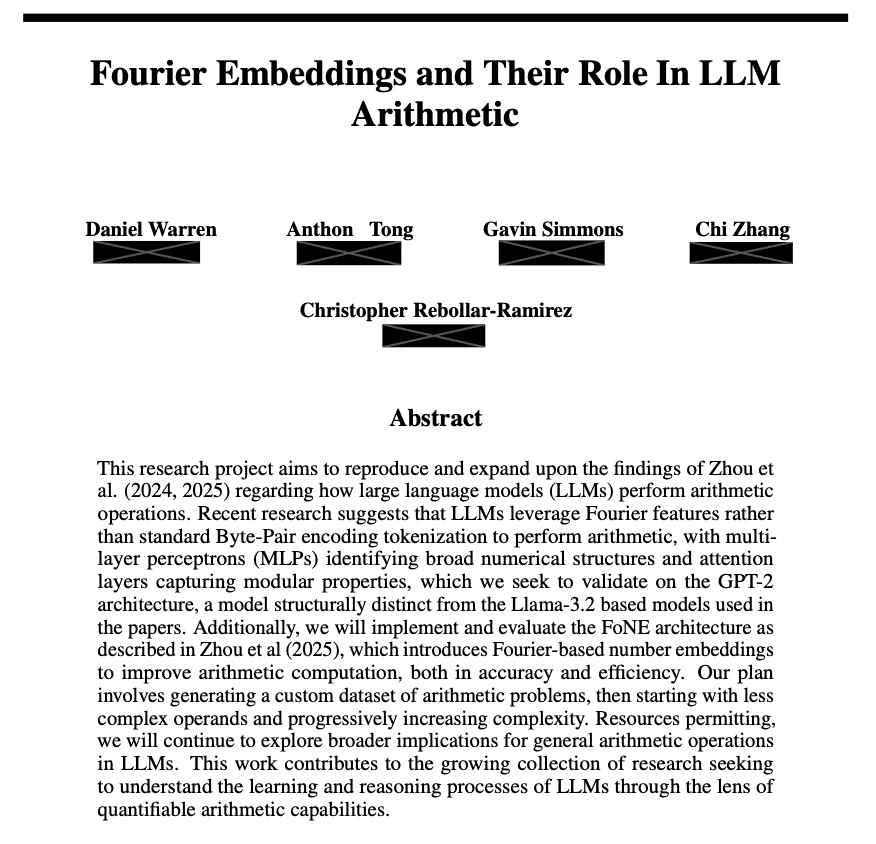 Fourier Embeddings and Their Role In LLM
Arithmetic
Daniel Warren Anthon Tong Gavin Simmons Chi Zhang
Christopher Rebollar-Ramirez
Abstract
This research project aims to reproduce and expand upon the findings of Zhou et
al. (2024, 2025) regarding how large language models (LLMs) perform arithmetic
operations. Recent research suggests that LLMs leverage Fourier features rather
than standard Byte-Pair encoding tokenization to perform arithmetic, with multi-
layer perceptrons (MLPs) identifying broad numerical structures and attention
layers capturing modular properties, which we seek to validate on the GPT-2
architecture, a model structurally distinct from the Llama-3.2 based models used in
the papers. Additionally, we will implement and evaluate the FoNE architecture as
described in Zhou et al (2025), which introduces Fourier-based number embeddings
to improve arithmetic computation, both in accuracy and efficiency. Our plan
involves generating a custom dataset of arithmetic problems, then starting with less
complex operands and progressively increasing complexity. Resources permitting,
we will continue to explore broader implications for general arithmetic operations
in LLMs. This work contributes to the growing collection of research seeking
to understand the learning and reasoning processes of LLMs through the lens of
quantifiable arithmetic capabilities.